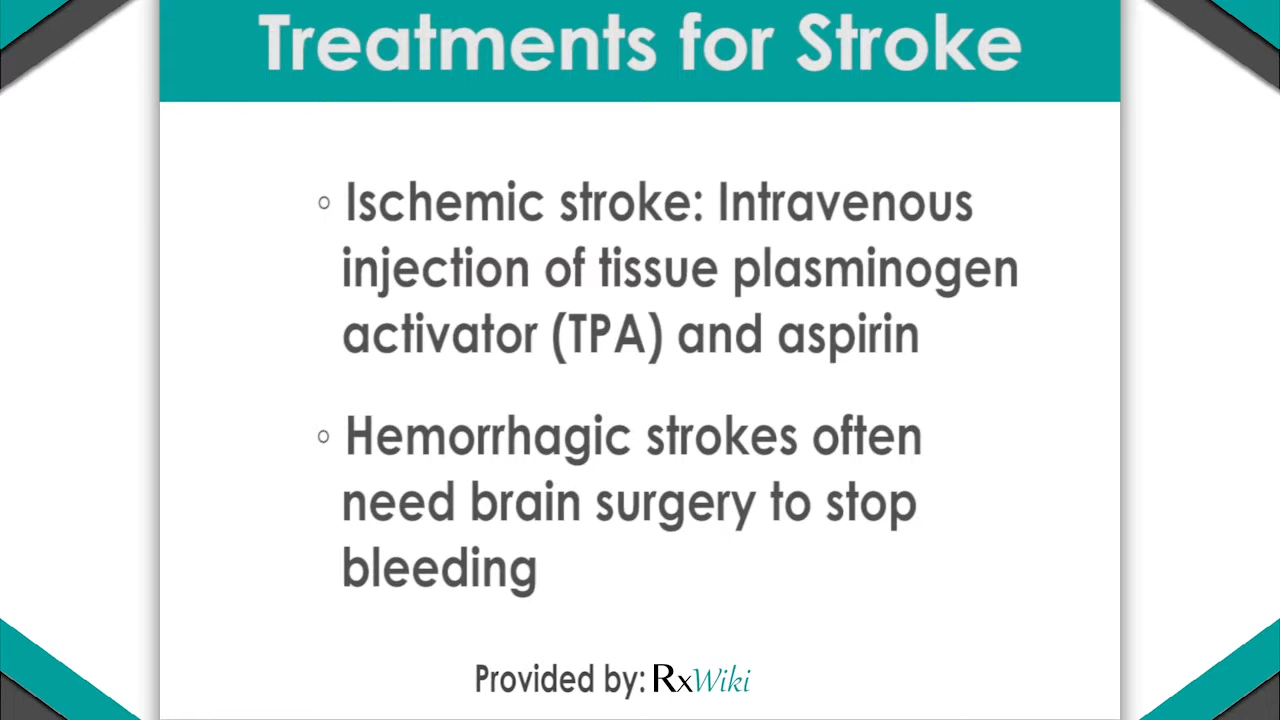 Treatments for Stroke
◦ Ischemic stroke: Intravenous
injection of tissue plasminogen
activator (TPA) and aspirin
◦ Hemorrhagic strokes often
need brain surgery to stop
bleeding
Provided by: RxWiki